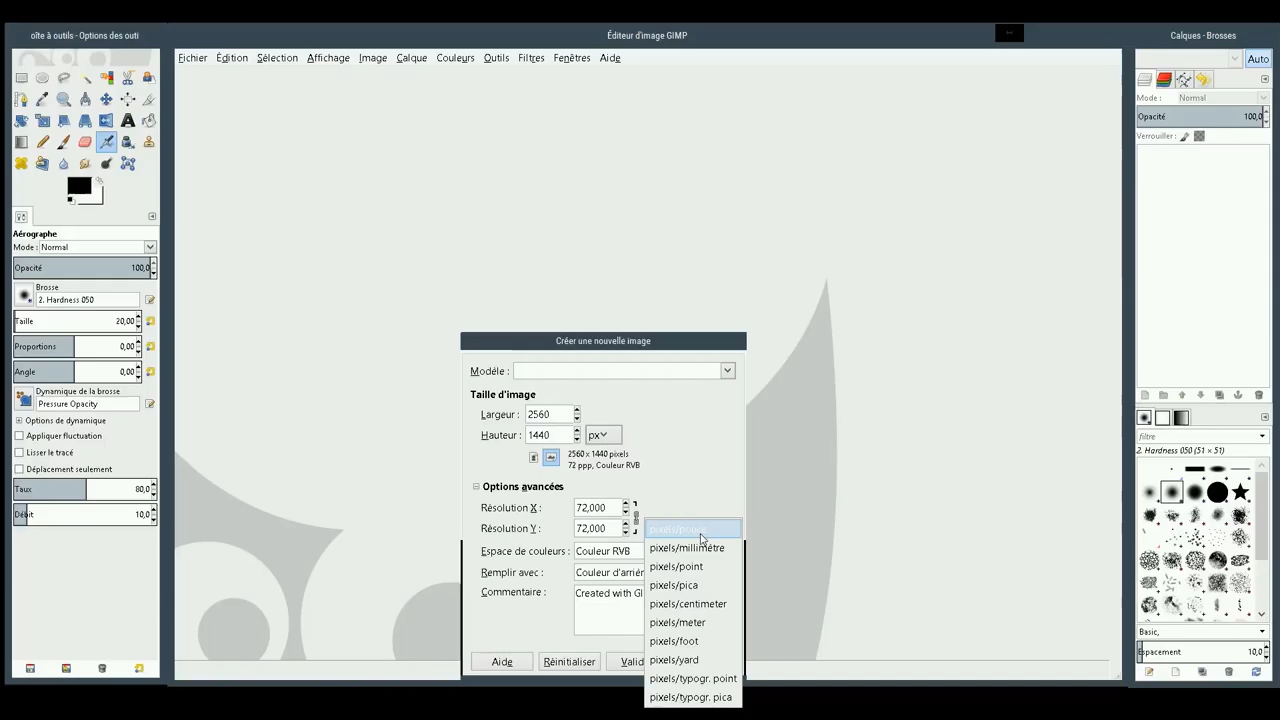 oîte à outils - Options des outi
Éditeur d'image GIMP
Calques - Brosses
Fichier Édition Sélection Affichage Image Calque Couleurs Outils Filtres Fenêtres Aide
Auto
Mode : Normal
Opacité 100,0
Verrouiller :
Aérographe
Mode : Normal
Opacité 100,0
Brosse
2. Hardness 050
Taille 20,00
Proportions 0,00
Angle 0,00
Dynamique de la brosse
Pressure Opacity
Options de dynamique
Appliquer fluctuation
Lisser le tracé
Déplacement seulement
Taux 80,0
Débit 10,0
Créer une nouvelle image
Modèle :
Taille d'image
Largeur : 2560
Hauteur : 1440 px
2560 x 1440 pixels
72 ppp, Couleur RVB
Options avancées
Résolution X : 72,000
Résolution Y : 72,000
pixels/pouce
pixels/millimètre
pixels/point
pixels/pica
pixels/centimeter
pixels/meter
pixels/foot
pixels/yard
pixels/typogr. point
pixels/typogr. pica
Espace de couleurs : Couleur RVB
Remplir avec : Couleur d'arrièr
Commentaire : Created with GI
Aide Réinitialiser Valid
filtre
2. Hardness 050 (51 × 51)
Basic,
Espacement 10,0